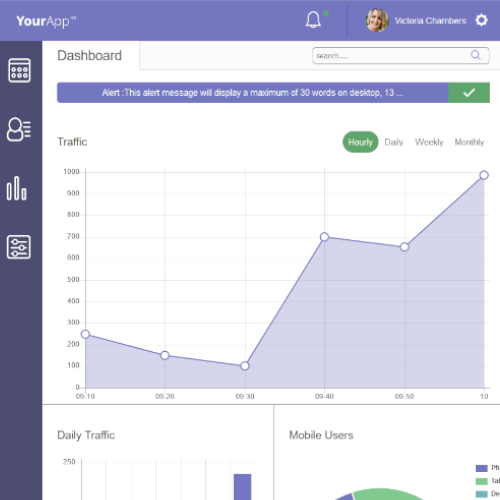 YourApp™
Victoria Chambers
Dashboard
search.....
Alert :This alert message will display a maximum of 30 words on desktop, 13 ...
Traffic
Hourly Daily Weekly Monthly
1000
900
800
700
600
500
400
300
200
100
0
09-10 09-20 09-30 09-40 09-50 10
Daily Traffic
Mobile Users
250
Ph
Tal
De